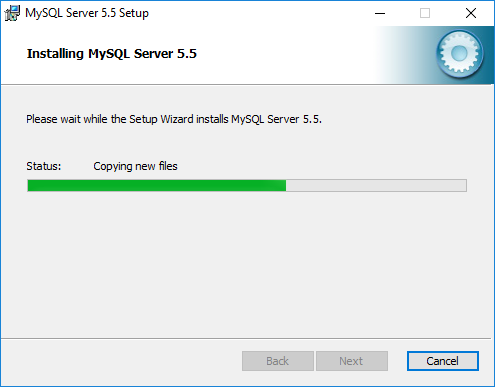 MySQL Server 5.5 Setup
Installing MySQL Server 5.5
Please wait while the Setup Wizard installs MySQL Server 5.5.
Status: Copying new files
Back Next Cancel